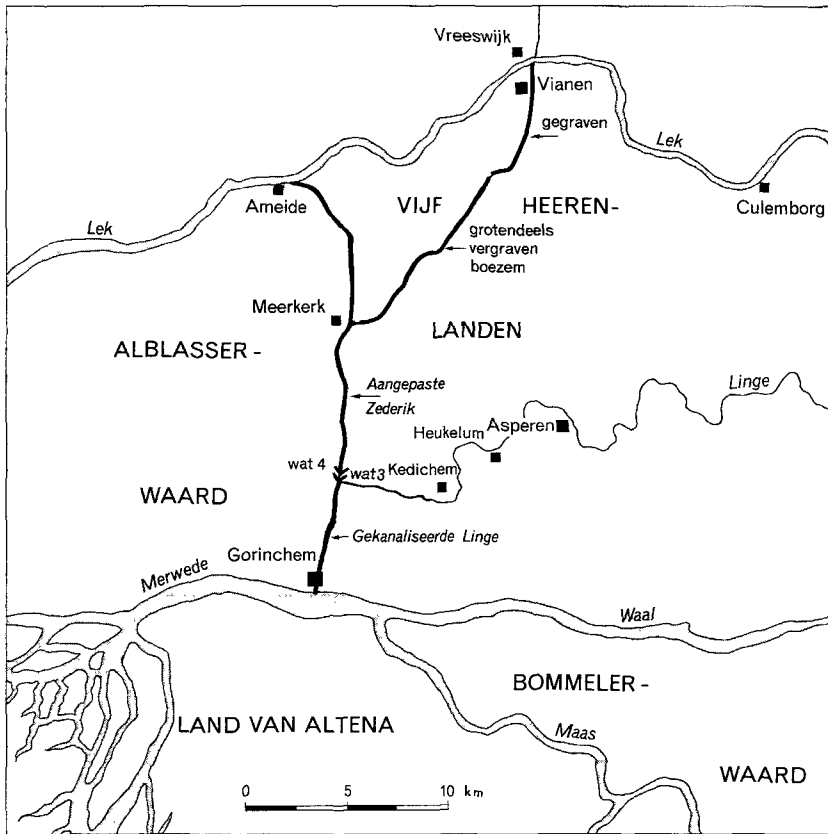 Vreeswijk
Vianen
gegraven
Lek
Ameide
VIJF HEEREN-
Culemborg
Lek
grotendeels
vergraven
boezem
Meerkerk
LANDEN
ALBLASSER-
Aangepaste
Zederik
Linge
Asperen
Heukelum
wat 4
wat 3
Kedichem
WAARD
Gekanaliseerde Linge
Gorinchem
Merwede
Waal
BOMMELER-
LAND VAN ALTENA
Maas
WAARD
0 5 10 km